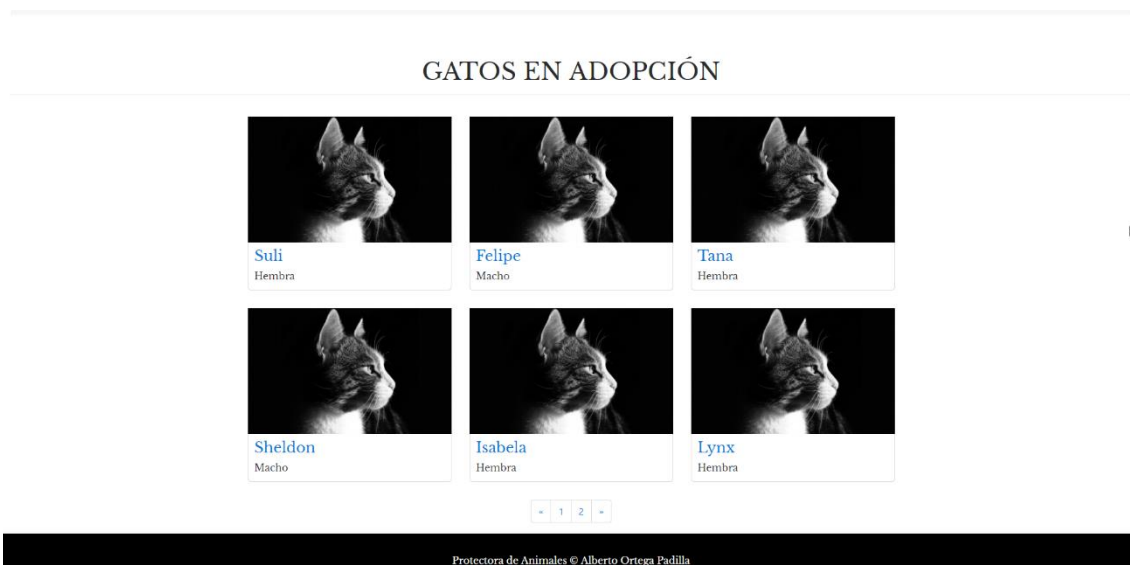 GATOS EN ADOPCIÓN
Suli
Hembra
Felipe
Macho
Tana
Hembra
Sheldon
Macho
Isabela
Hembra
Lynx
Hembra
« 1 2 »
Protectora de Animales © Alberto Ortega Padilla